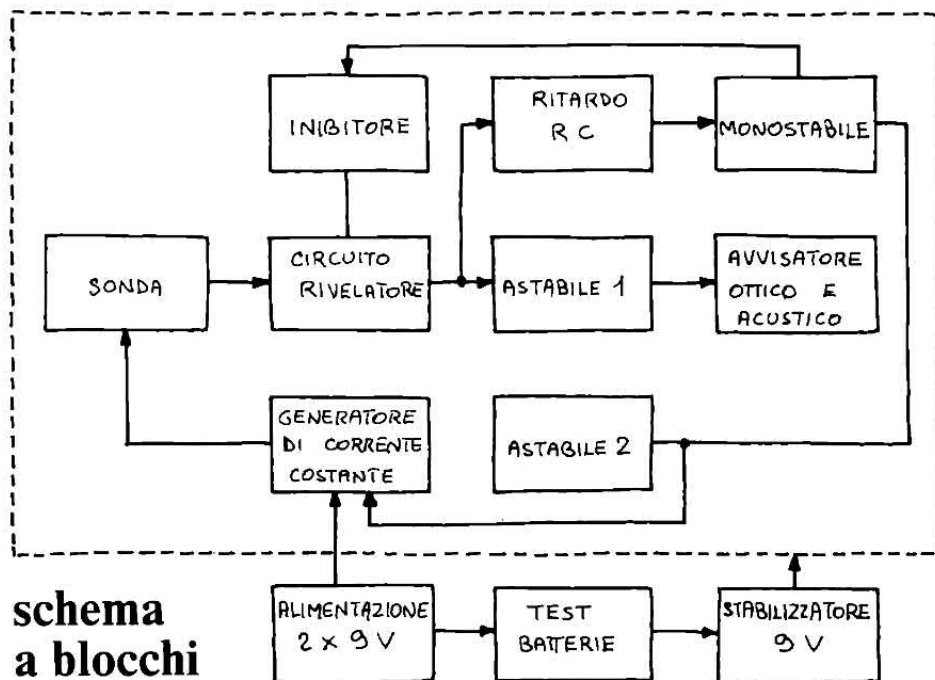 INIBITORE
RITARDO
RC
MONOSTABILE
SONDA
CIRCUITO
RIVELATORE
ASTABILE 1
AVVISATORE
OTTICO E
ACUSTICO
GENERATORE
DI CORRENTE
COSTANTE
ASTABILE 2
schema
a blocchi
ALIMENTAZIONE
2 x 9 V
TEST
BATTERIE
STABILIZZATORE
9 V